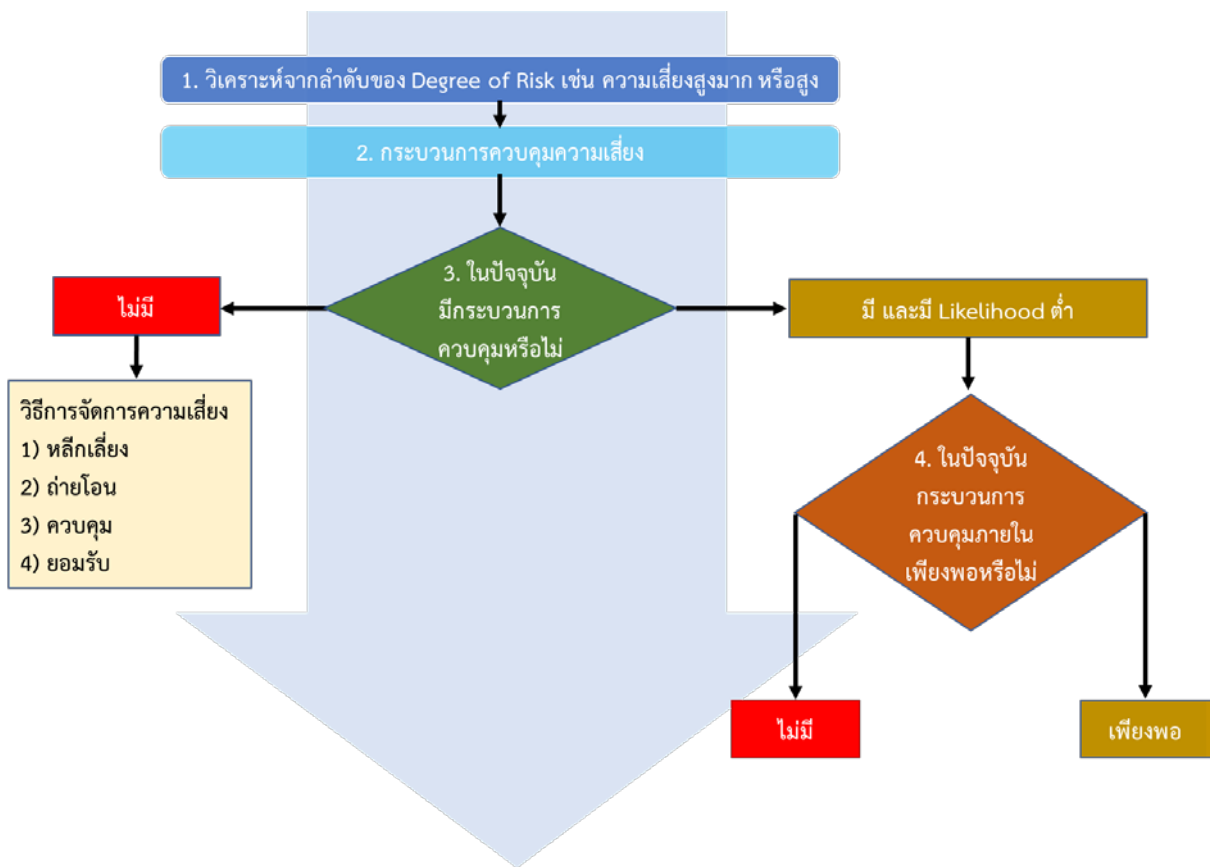 1. วิเคราะห์จากลำดับของ Degree of Risk เช่น ความเสี่ยงสูงมาก หรือสูง
2. กระบวนการควบคุมความเสี่ยง
3. ในปัจจุบัน
มีกระบวนการ
ควบคุมหรือไม่
ไม่มี
มี และมี Likelihood ต่ำ
วิธีการจัดการความเสี่ยง
1) หลีกเลี่ยง
2) ถ่ายโอน
3) ควบคุม
4) ยอมรับ
4. ในปัจจุบัน
กระบวนการ
ควบคุมภายใน
เพียงพอหรือไม่
ไม่มี
เพียงพอ